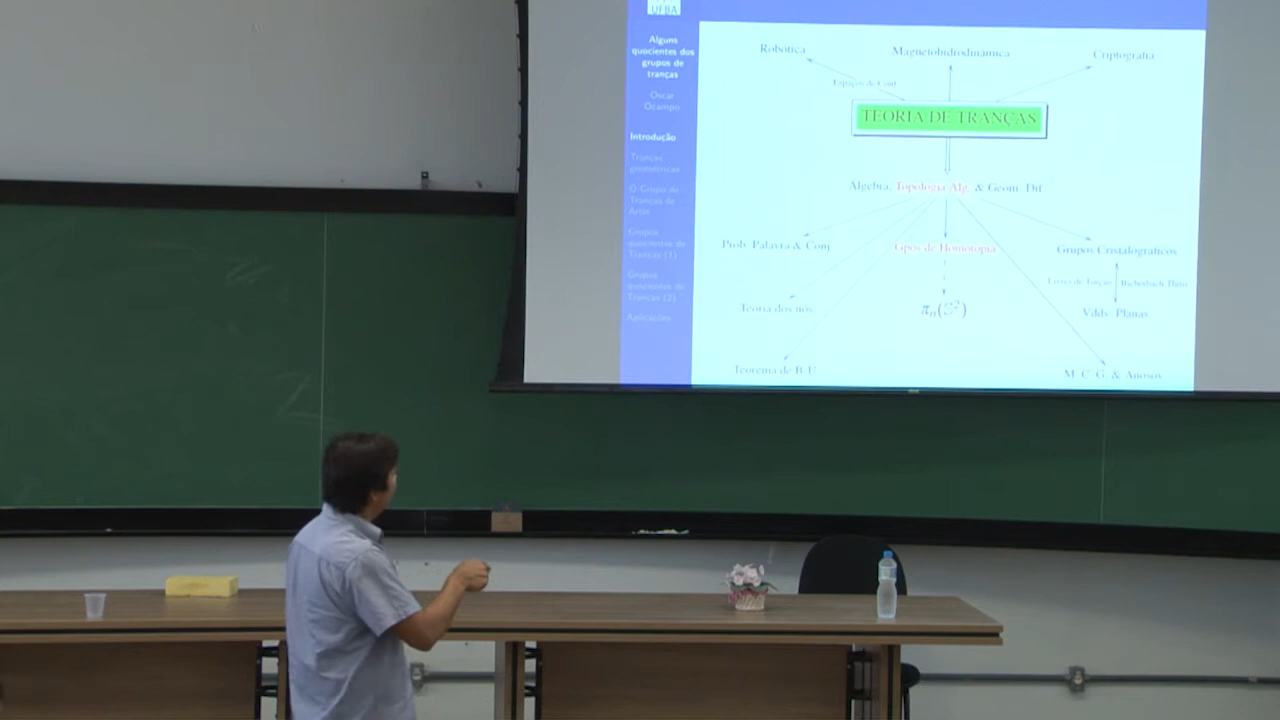 UFBA
Alguns
quocientes dos
grupos de
tranças
Oscar
Ocampo
Introdução
Tranças
geométricas
O Grupo de
Tranças de
Artin
Grupos
quocientes de
Tranças (1)
Grupos
quocientes de
Tranças (2)
Aplicações
Robótica
Magnetohidrodinâmica
Criptografia
Espaços de Conf.
TEORIA DE TRANÇAS
Álgebra, Topologia Alg. & Geom. Dif.
Prob. Palavra & Conj.
Gpos de Homotopia
Grupos Cristalográficos
Livres de Torção
Teoria dos nós
πn(S²)
Vdds. Planas
Teorema de B-U
M. C. G. & Anosov